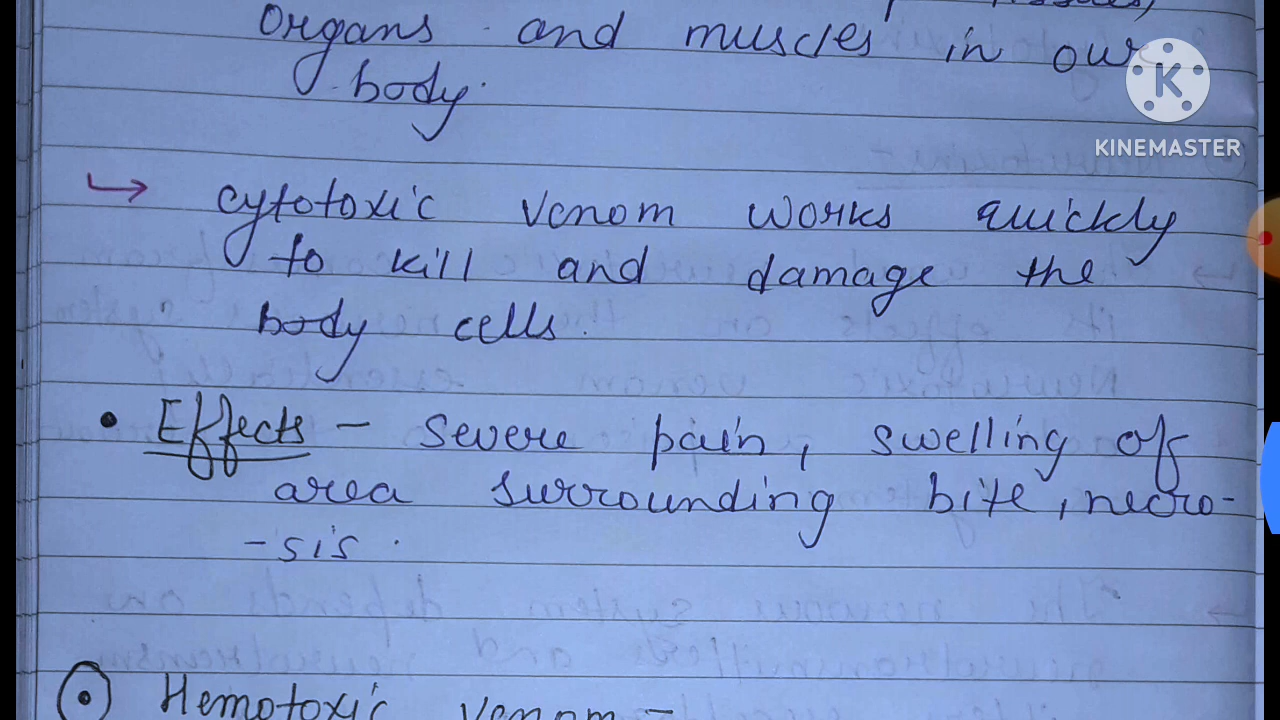 organs and muscles in our
body.
KINEMASTER
↳ cytotoxic venom works quickly
to kill and damage the
body cells.
• Effects – severe pain, swelling of
area surrounding bite, necro-
-sis.
Hemotoxic venom –